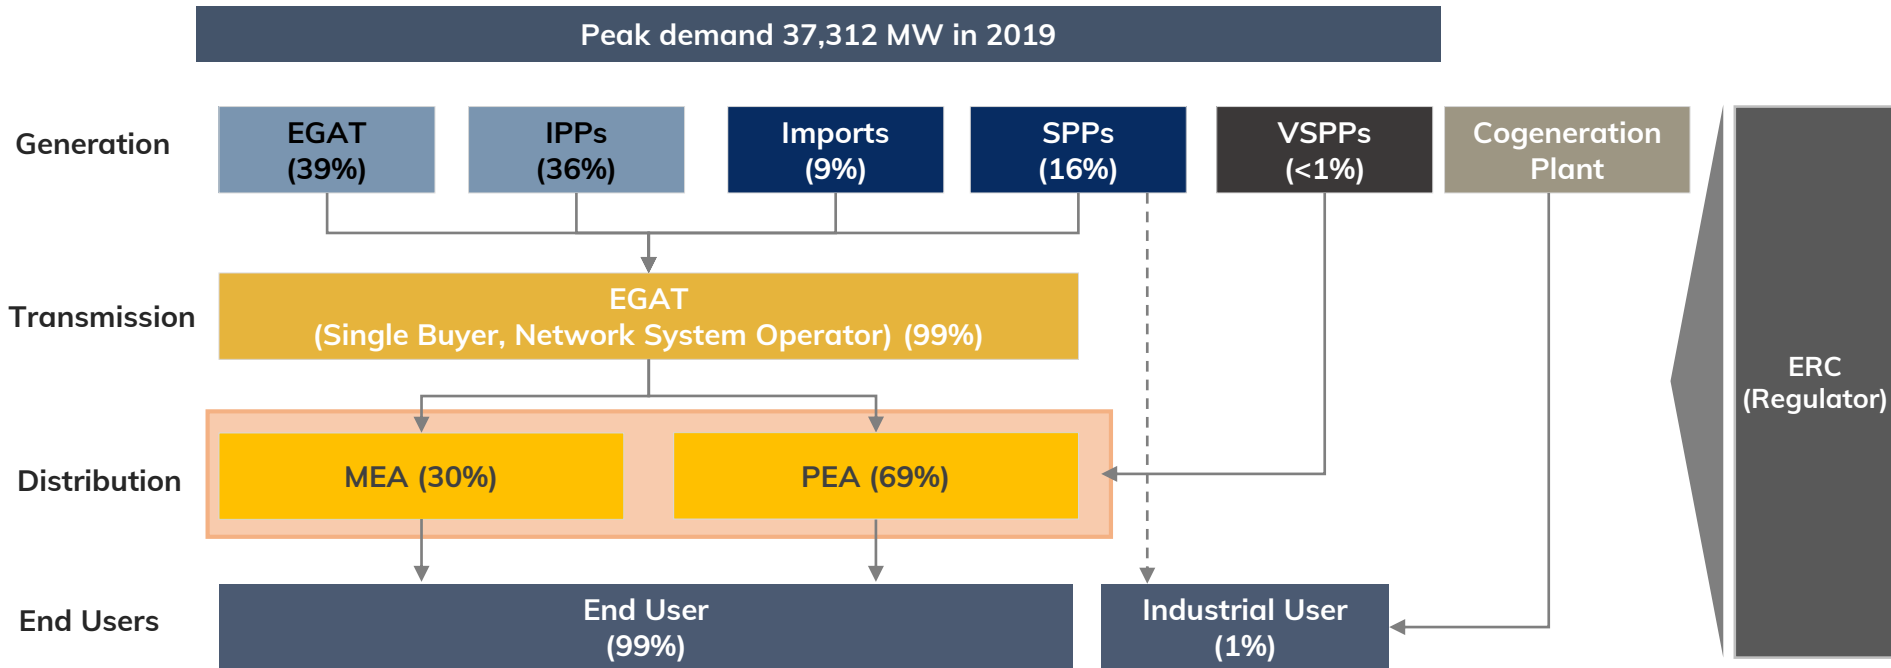 Peak demand 37,312 MW in 2019
Generation
EGAT
(39%)
IPPs
(36%)
Imports
(9%)
SPPs
(16%)
VSPPs
(<1%)
Cogeneration
Plant
Transmission
EGAT
(Single Buyer, Network System Operator) (99%)
ERC
(Regulator)
Distribution
MEA (30%)
PEA (69%)
End Users
End User
(99%)
Industrial User
(1%)